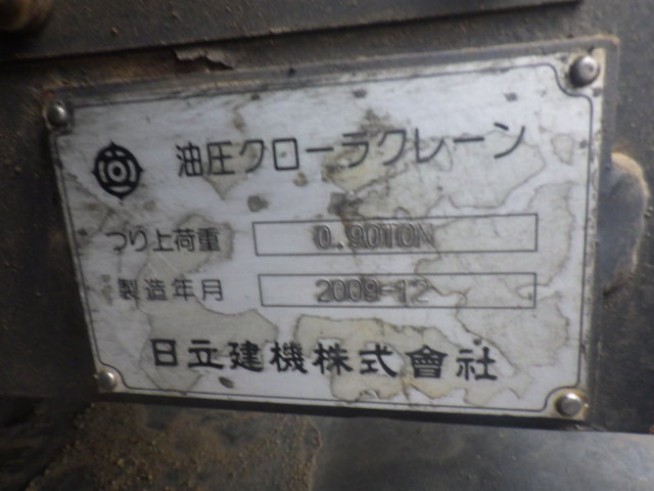 油圧クローラクレーン
つり上荷重 0.90TON
製造年月 2009-12
日立建機株式會社